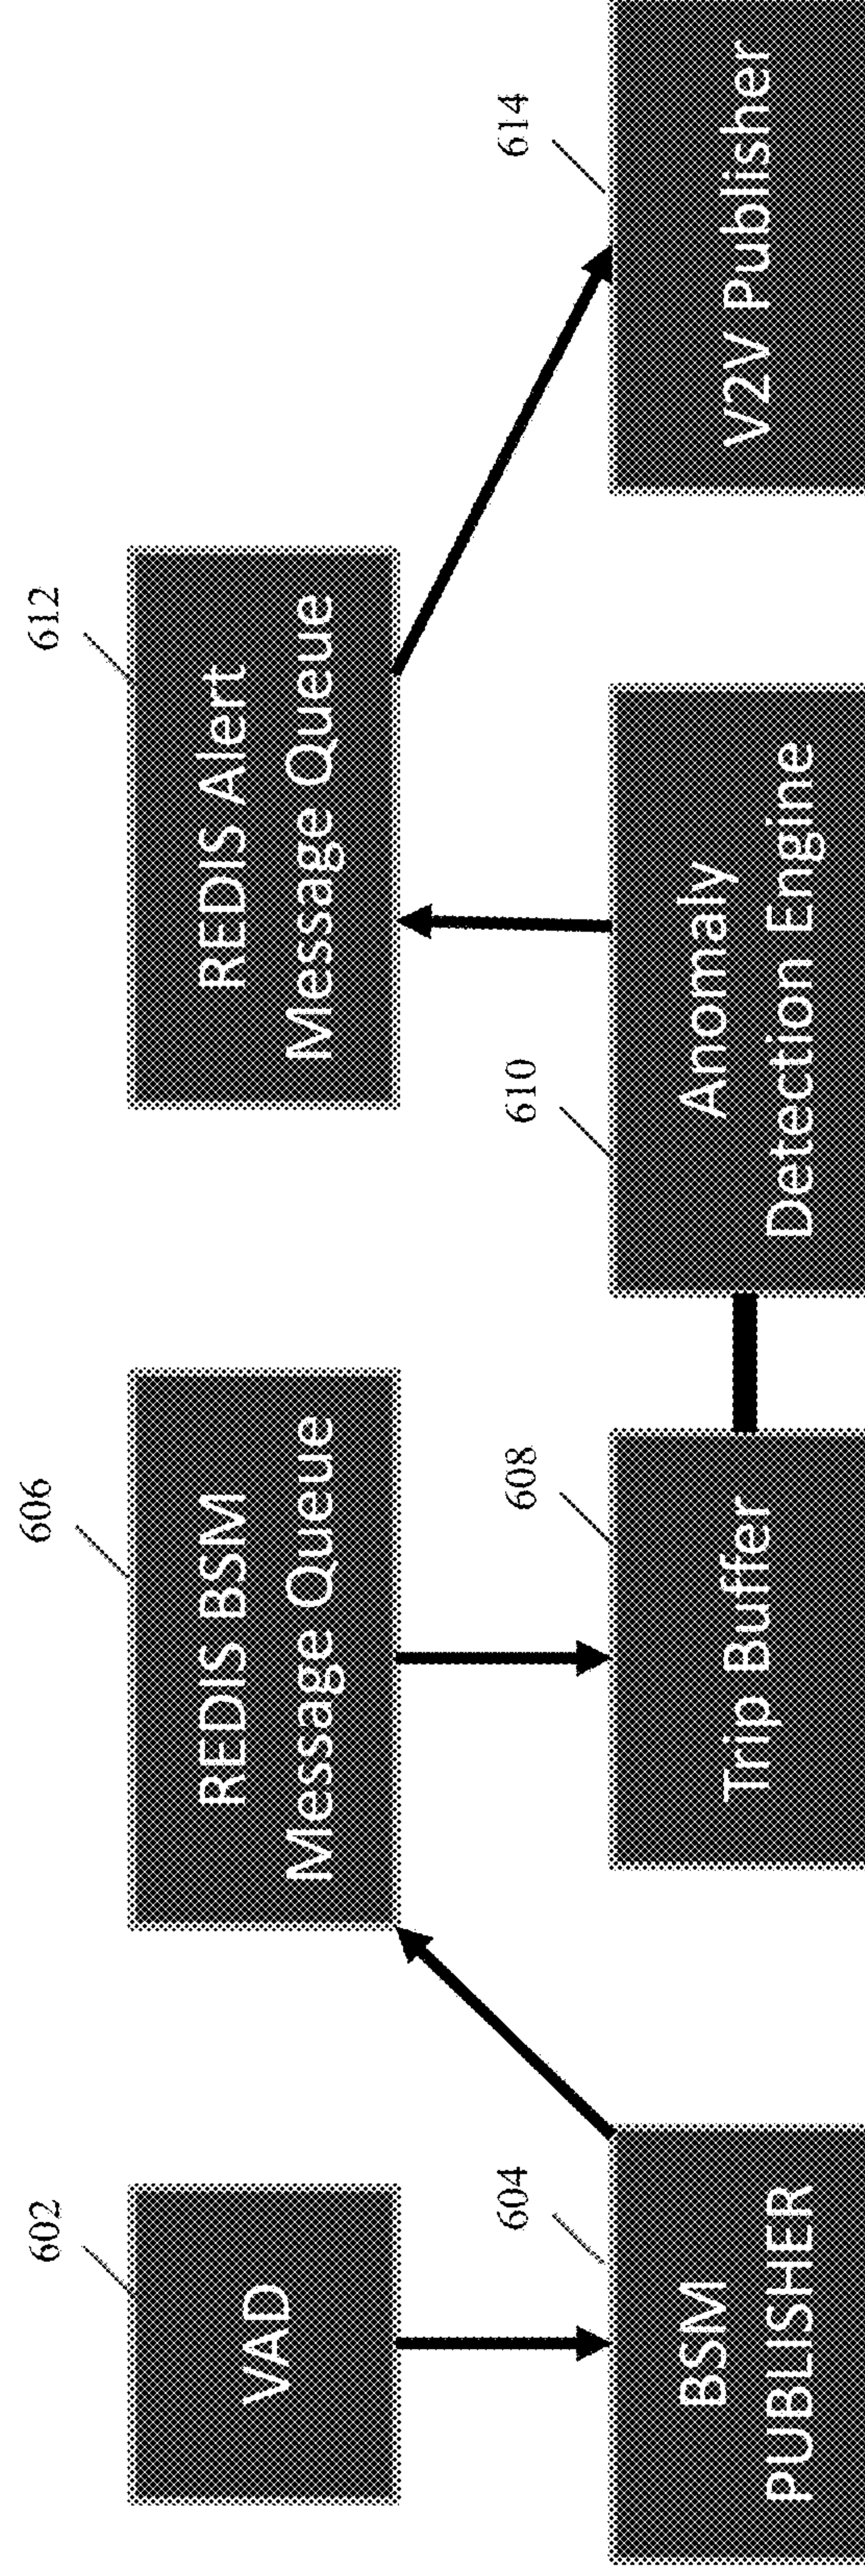 602
VAD
604
BSM
PUBLISHER
606
REDIS BSM
Message Queue
608
Trip Buffer
610
Anomaly
Detection Engine
612
REDIS Alert
Message Queue
614
V2V Publisher